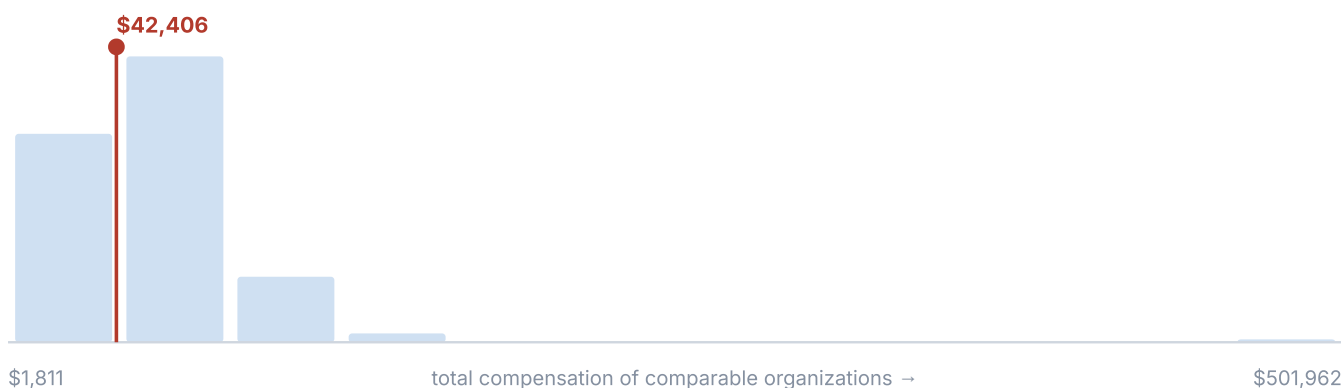 $42,406
$1,811 total compensation of comparable organizations → $501,962